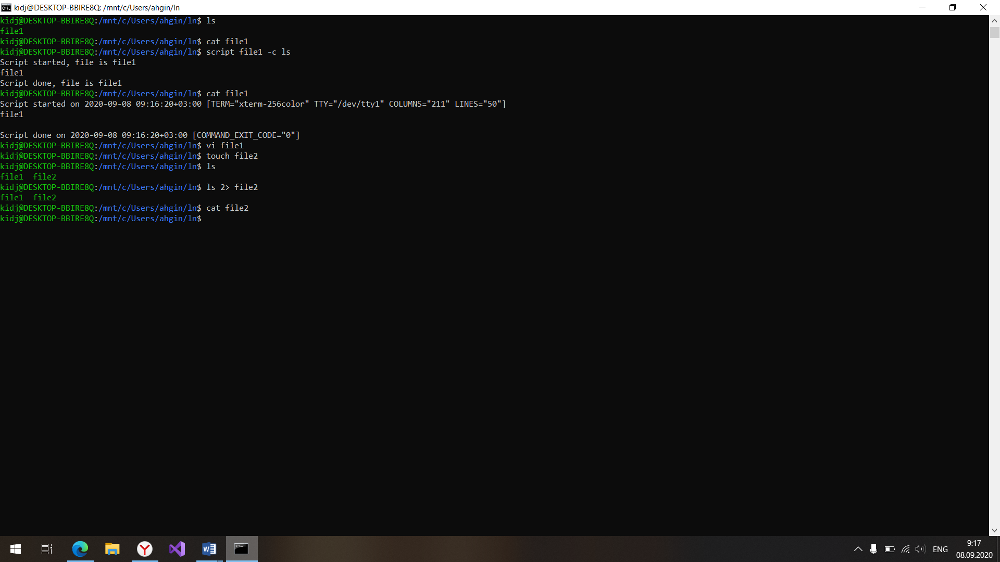 kidj@DESKTOP-BBIRE8Q: /mnt/c/Users/ahgin/ln
kidj@DESKTOP-BBIRE8Q:/mnt/c/Users/ahgin/ln$ ls
file1
kidj@DESKTOP-BBIRE8Q:/mnt/c/Users/ahgin/ln$ cat file1
kidj@DESKTOP-BBIRE8Q:/mnt/c/Users/ahgin/ln$ script file1 -c ls
Script started, file is file1
file1
Script done, file is file1
kidj@DESKTOP-BBIRE8Q:/mnt/c/Users/ahgin/ln$ cat file1
Script started on 2020-09-08 09:16:20+03:00 [TERM="xterm-256color" TTY="/dev/tty1" COLUMNS="211" LINES="50"]
file1
Script done on 2020-09-08 09:16:20+03:00 [COMMAND_EXIT_CODE="0"]
kidj@DESKTOP-BBIRE8Q:/mnt/c/Users/ahgin/ln$ vi file1
kidj@DESKTOP-BBIRE8Q:/mnt/c/Users/ahgin/ln$ touch file2
kidj@DESKTOP-BBIRE8Q:/mnt/c/Users/ahgin/ln$ ls
file1  file2
kidj@DESKTOP-BBIRE8Q:/mnt/c/Users/ahgin/ln$ ls 2> file2
file1  file2
kidj@DESKTOP-BBIRE8Q:/mnt/c/Users/ahgin/ln$ cat file2
kidj@DESKTOP-BBIRE8Q:/mnt/c/Users/ahgin/ln$
ENG
9:17
08.09.2020